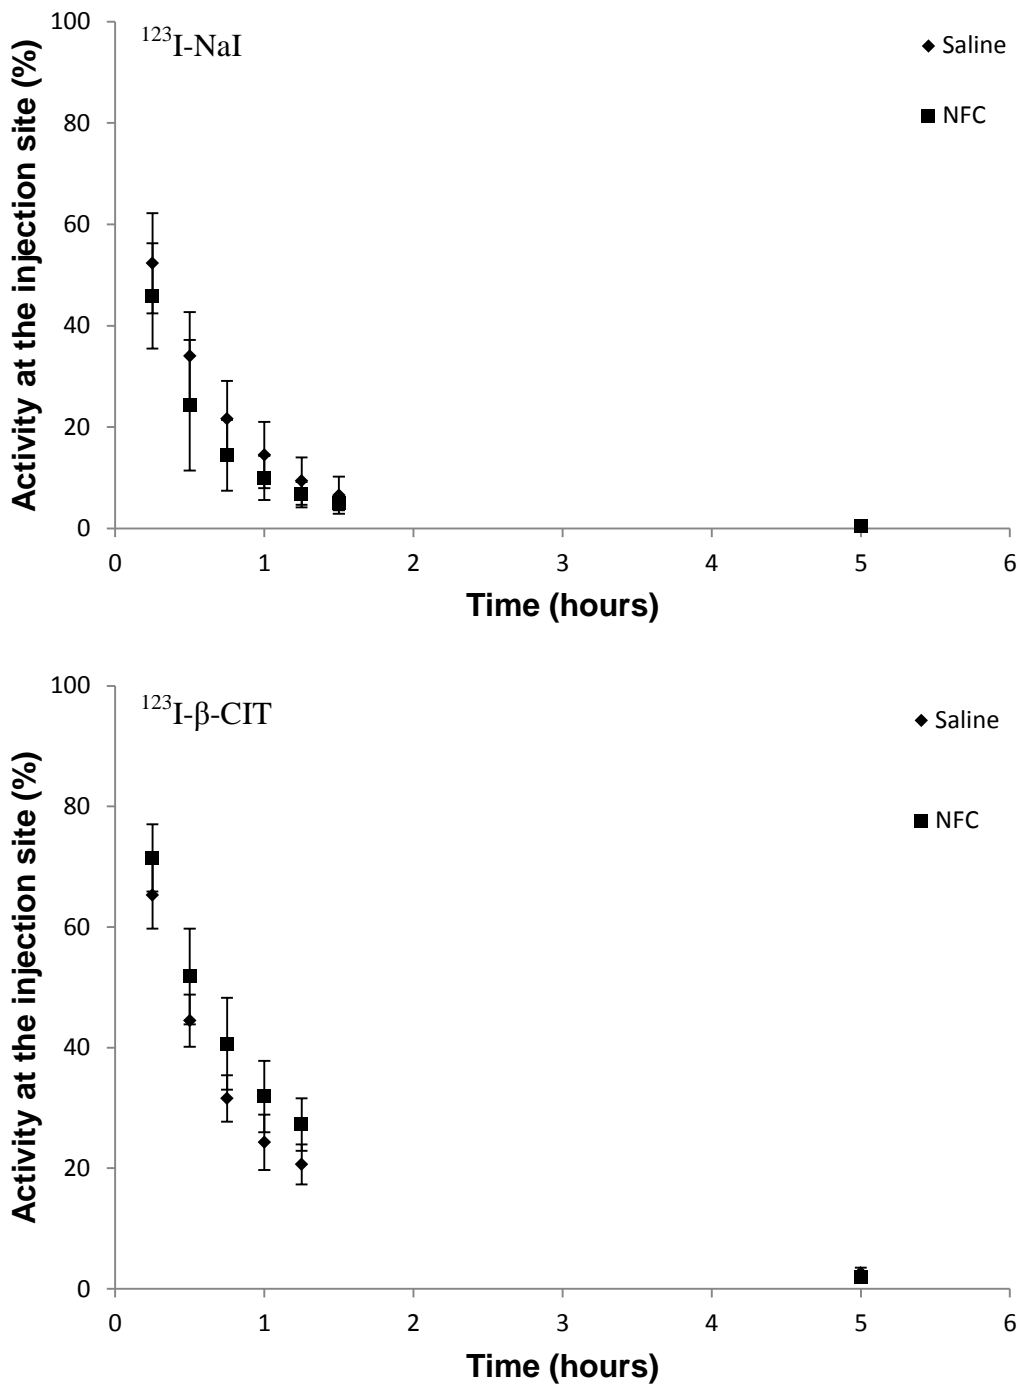 ¹²³I-NaI
Saline
NFC
Activity at the injection site (%)
100
80
60
40
20
0
0 1 2 3 4 5 6
Time (hours)
¹²³I-β-CIT
Saline
NFC
Activity at the injection site (%)
100
80
60
40
20
0
0 1 2 3 4 5 6
Time (hours)